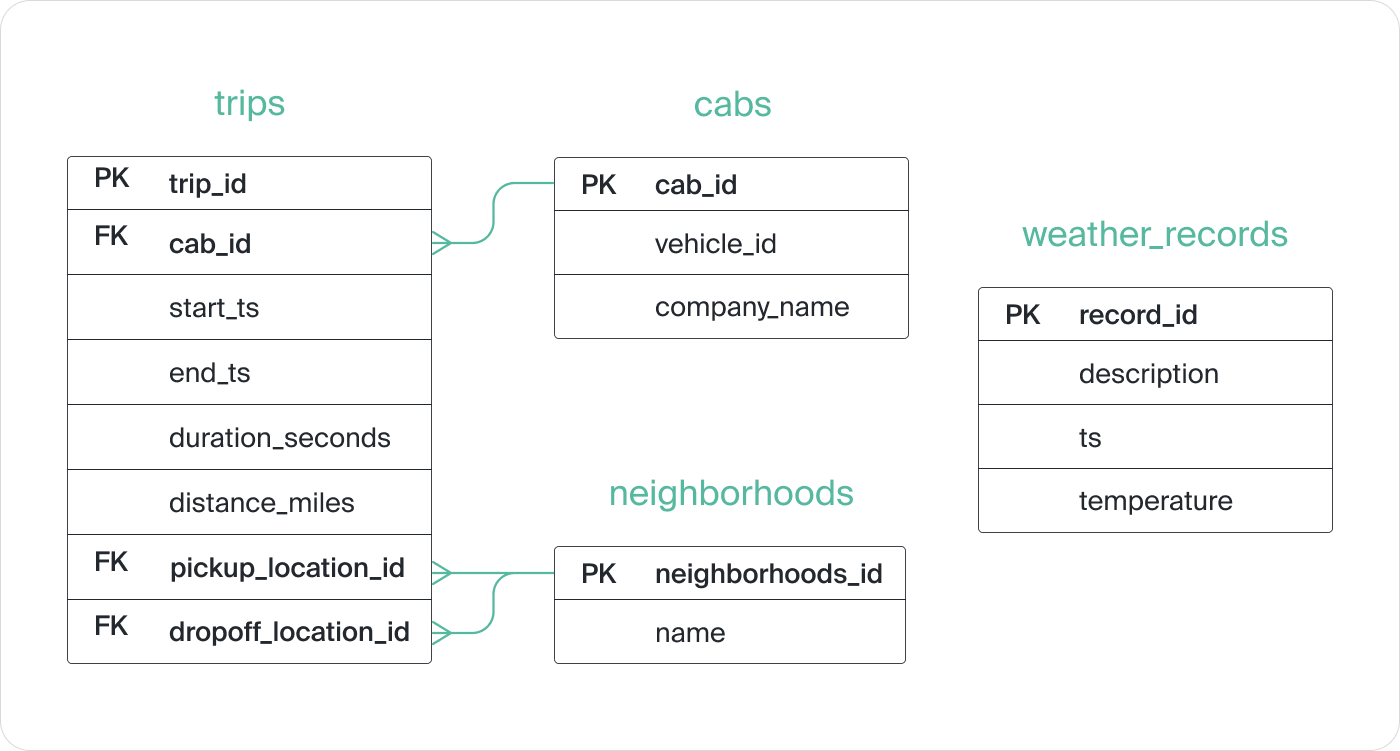 trips
PK trip_id
FK cab_id
start_ts
end_ts
duration_seconds
distance_miles
FK pickup_location_id
FK dropoff_location_id
cabs
PK cab_id
vehicle_id
company_name
neighborhoods
PK neighborhoods_id
name
weather_records
PK record_id
description
ts
temperature